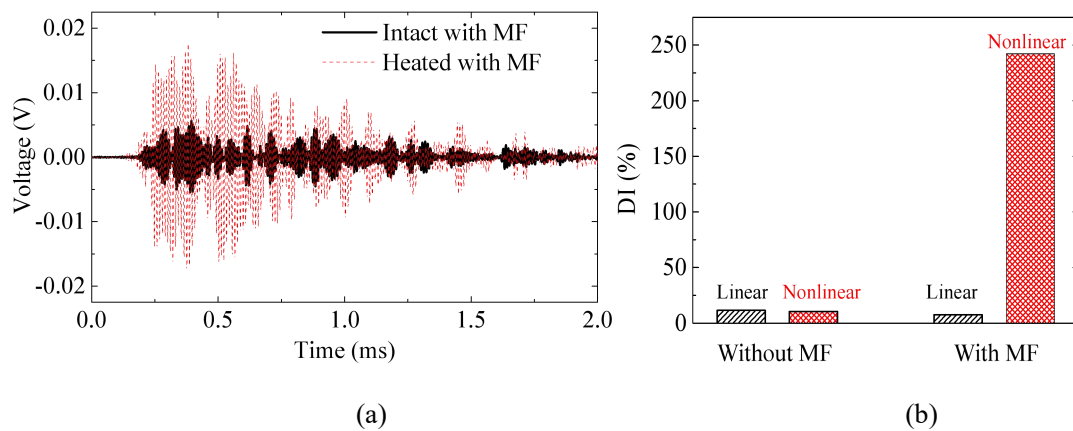 0.02
0.01
0.00
-0.01
-0.02
Voltage (V)
Intact with MF
Heated with MF
0.0
0.5
1.0
1.5
2.0
Time (ms)
(a)
250
200
150
100
50
0
DI (%)
Linear
Nonlinear
Linear
Nonlinear
Without MF
With MF
(b)